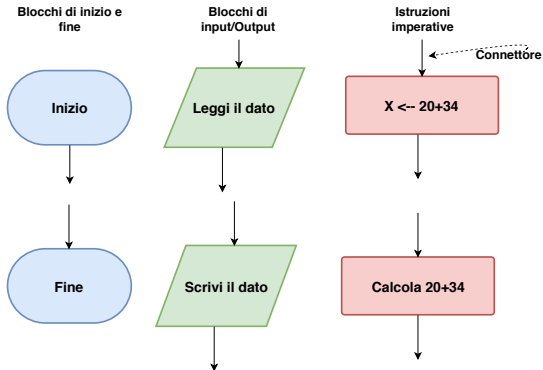 Blocchi di inizio e
fine
Blocchi di
input/Output
Istruzioni
imperative
Connettore
Inizio
Leggi il dato
X <-- 20+34
Fine
Scrivi il dato
Calcola 20+34